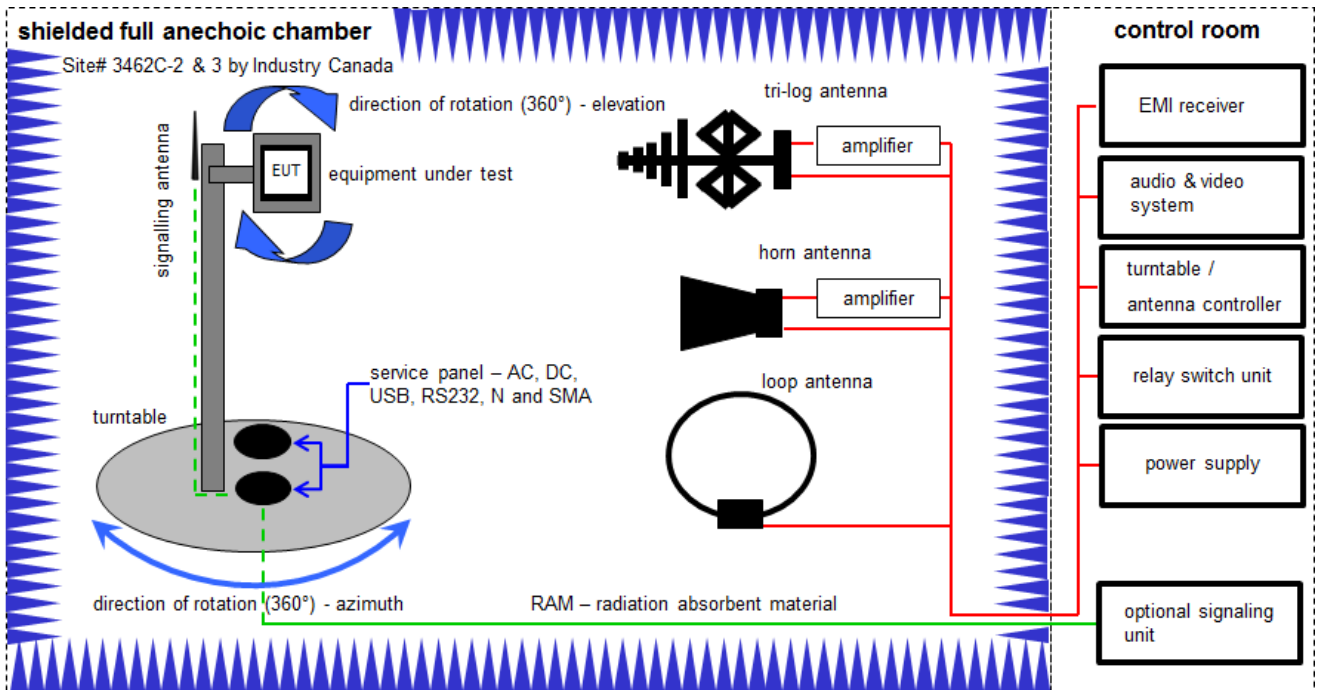 shielded full anechoic chamber
control room
Site# 3462C-2 & 3 by Industry Canada
direction of rotation (360°) - elevation
signalling antenna
EUT
equipment under test
tri-log antenna
amplifier
horn antenna
amplifier
loop antenna
service panel – AC, DC,
USB, RS232, N and SMA
turntable
direction of rotation (360°) - azimuth
RAM – radiation absorbent material
EMI receiver
audio & video
system
turntable /
antenna controller
relay switch unit
power supply
optional signaling
unit